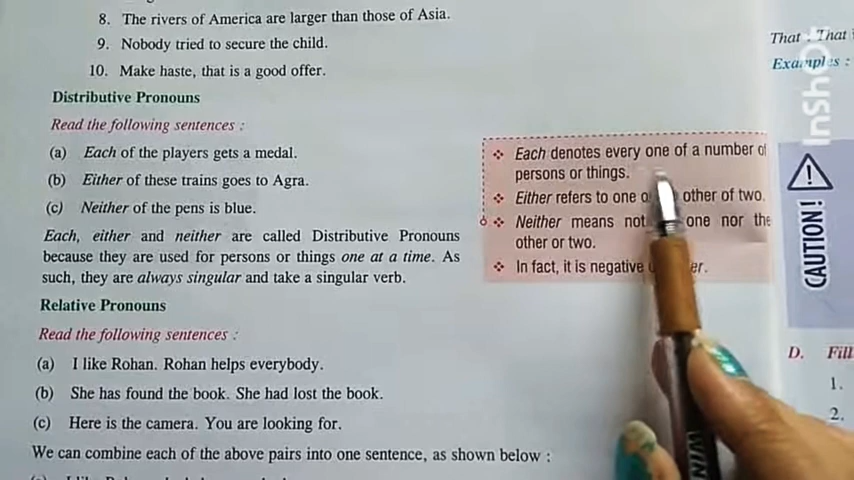 8. The rivers of America are larger than those of Asia.
9. Nobody tried to secure the child.
10. Make haste, that is a good offer.
Distributive Pronouns
Read the following sentences :
(a) Each of the players gets a medal.
(b) Either of these trains goes to Agra.
(c) Neither of the pens is blue.
Each, either and neither are called Distributive Pronouns
because they are used for persons or things one at a time. As
such, they are always singular and take a singular verb.
Relative Pronouns
Read the following sentences :
(a) I like Rohan. Rohan helps everybody.
(b) She has found the book. She had lost the book.
(c) Here is the camera. You are looking for.
We can combine each of the above pairs into one sentence, as shown below :
❖ Each denotes every one of a number of
persons or things.
❖ Either refers to one other of two.
❖ Neither means not one nor the
other or two.
❖ In fact, it is negative
That : That
Examples :
CAUTION!
D. Fill
1.
2.
InShOt
WIN